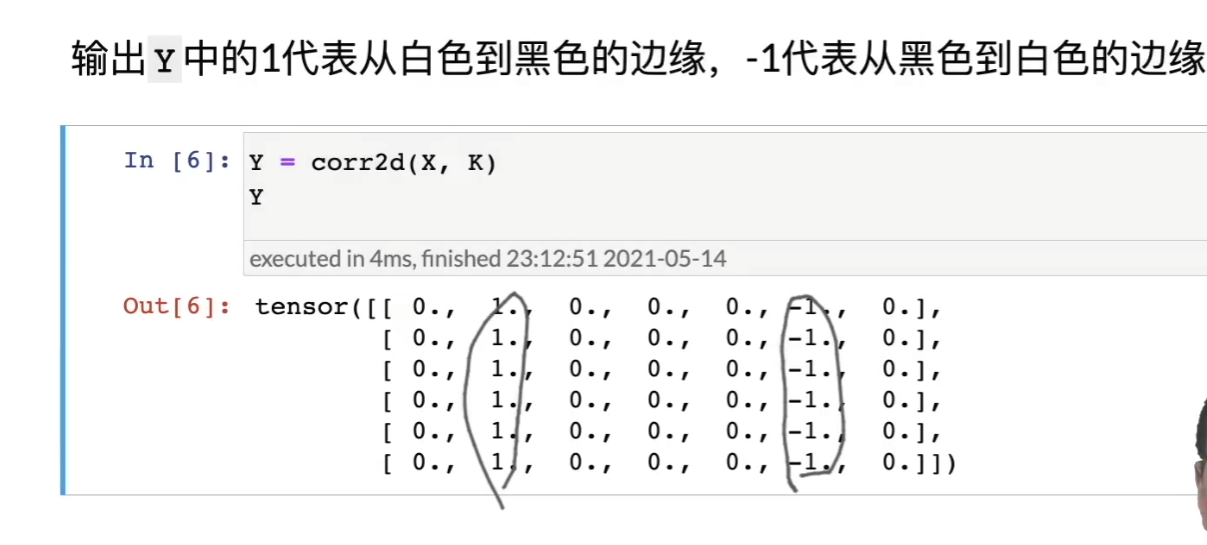 输出Y中的1代表从白色到黑色的边缘，-1代表从黑色到白色的边缘
In [6]: Y = corr2d(X, K)
Y
executed in 4ms, finished 23:12:51 2021-05-14
Out[6]: tensor([[ 0.,  1.,  0.,  0.,  0., -1.,  0.],
[ 0.,  1.,  0.,  0.,  0., -1.,  0.],
[ 0.,  1.,  0.,  0.,  0., -1.,  0.],
[ 0.,  1.,  0.,  0.,  0., -1.,  0.],
[ 0.,  1.,  0.,  0.,  0., -1.,  0.],
[ 0.,  1.,  0.,  0.,  0., -1.,  0.]])